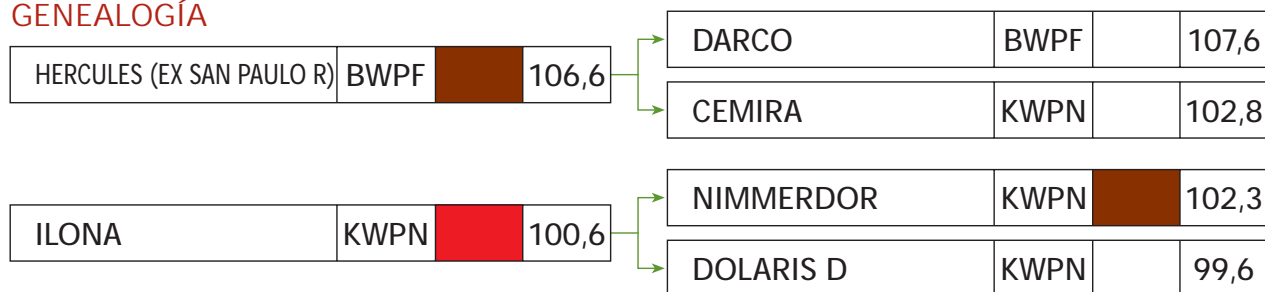 GENEALOGÍA
HERCULES (EX SAN PAULO R) BWPF 106,6
DARCO BWPF 107,6
CEMIRA KWPN 102,8
ILONA KWPN 100,6
NIMMERDOR KWPN 102,3
DOLARIS D KWPN 99,6